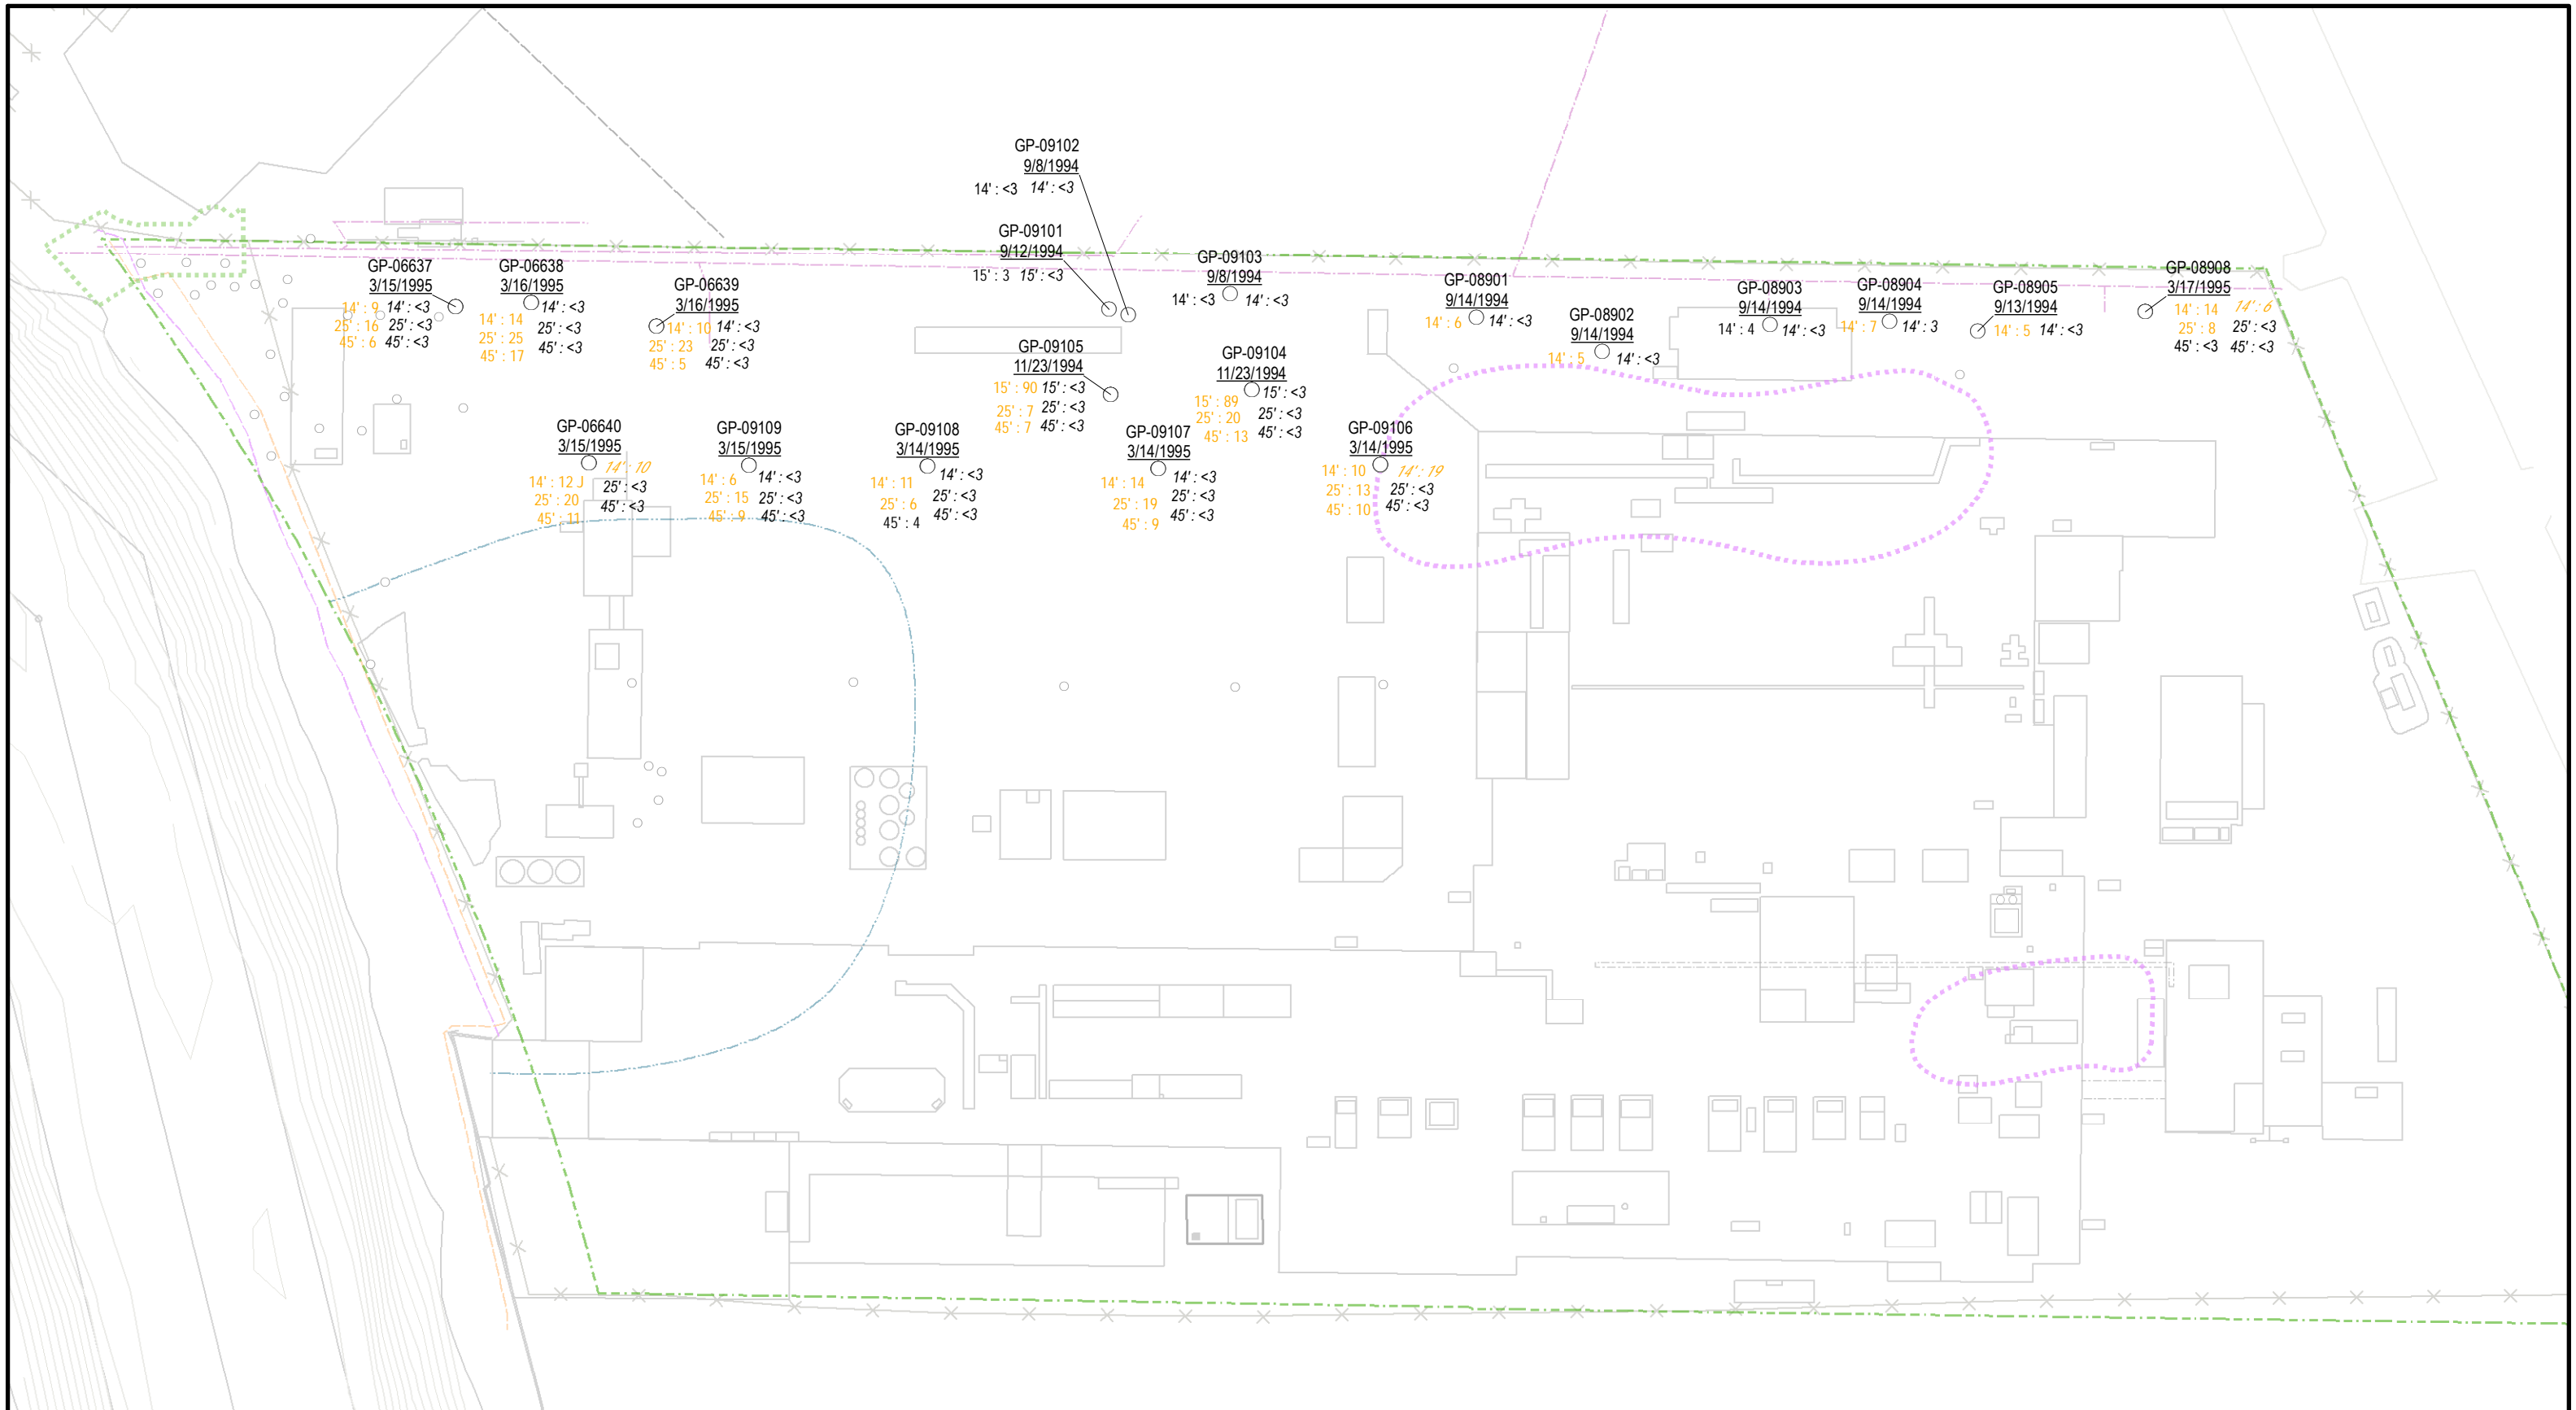 GP-09102
9/8/1994
14' : <3 14' : <3
GP-09101
9/12/1994
15' : 3 15' : <3
GP-09103
9/8/1994
14' : <3 14' : <3
GP-06637
3/15/1995
14' : 9 14' : <3
25' : 16 25' : <3
45' : 6 45' : <3
GP-06638
3/16/1995
14' : 14 14' : <3
25' : 25 25' : <3
45' : 17 45' : <3
GP-06639
3/16/1995
14' : 10 14' : <3
25' : 23 25' : <3
45' : 5 45' : <3
GP-08901
9/14/1994
14' : 6 14' : <3
GP-08902
9/14/1994
14' : 5 14' : <3
GP-08903
9/14/1994
14' : 4 14' : <3
GP-08904
9/14/1994
14' : 7 14' : 3
GP-08905
9/13/1994
14' : 5 14' : <3
GP-08908
3/17/1995
14' : 14 14' : 6
25' : 8 25' : <3
45' : <3 45' : <3
GP-09105
11/23/1994
15' : 90 15' : <3
25' : 7 25' : <3
45' : 7 45' : <3
GP-09104
11/23/1994
15' : 89 15' : <3
25' : 20 25' : <3
45' : 13 45' : <3
GP-06640
3/15/1995
14' : 12 J 14' : 10
25' : 20 25' : <3
45' : 11 45' : <3
GP-09109
3/15/1995
14' : 6 14' : <3
25' : 15 25' : <3
45' : 9 45' : <3
GP-09108
3/14/1995
14' : 11 14' : <3
25' : 6 25' : <3
45' : 4 45' : <3
GP-09107
3/14/1995
14' : 14 14' : <3
25' : 19 25' : <3
45' : 9 45' : <3
GP-09106
3/14/1995
14' : 10 14' : 19
25' : 13 25' : <3
45' : 10 45' : <3